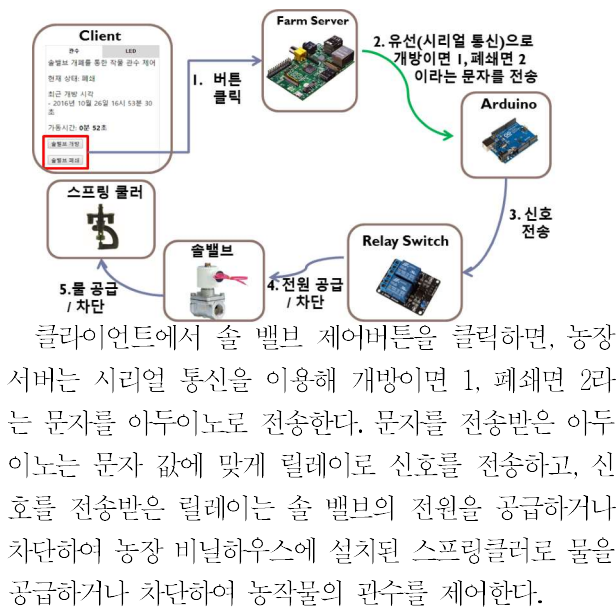 Client
관수 LED
솔밸브 개폐를 통한 작물 관수 제어
현재 상태: 폐쇄
최근 개방 시각
- 2016년 10월 26일 16시 53분 30
초
가동시간: 0분 52초
솔밸브 개방
솔밸브 폐쇄
1. 버튼
클릭
Farm Server
2. 유선(시리얼 통신)으로
개방이면 1, 폐쇄면 2
이라는 문자를 전송
Arduino
3. 신호
전송
Relay Switch
4. 전원 공급
/ 차단
솔밸브
5.물 공급
/ 차단
스프링 쿨러
클라이언트에서 솔 밸브 제어버튼을 클릭하면, 농장
서버는 시리얼 통신을 이용해 개방이면 1, 폐쇄면 2라
는 문자를 아두이노로 전송한다. 문자를 전송받은 아두
이노는 문자 값에 맞게 릴레이로 신호를 전송하고, 신
호를 전송받은 릴레이는 솔 밸브의 전원을 공급하거나
차단하여 농장 비닐하우스에 설치된 스프링클러로 물을
공급하거나 차단하여 농작물의 관수를 제어한다.